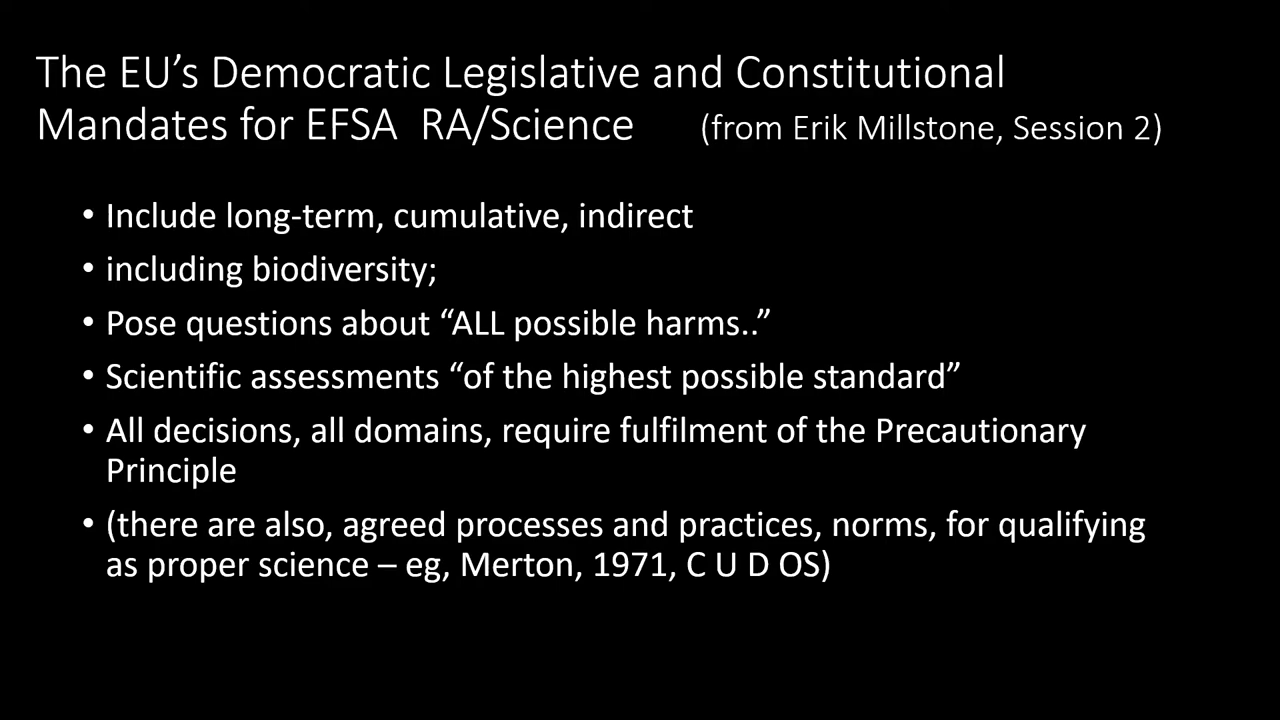 The EU’s Democratic Legislative and Constitutional
Mandates for EFSA RA/Science (from Erik Millstone, Session 2)
• Include long-term, cumulative, indirect
• including biodiversity;
• Pose questions about “ALL possible harms..”
• Scientific assessments “of the highest possible standard”
• All decisions, all domains, require fulfilment of the Precautionary
Principle
• (there are also, agreed processes and practices, norms, for qualifying
as proper science – eg, Merton, 1971, C U D OS)